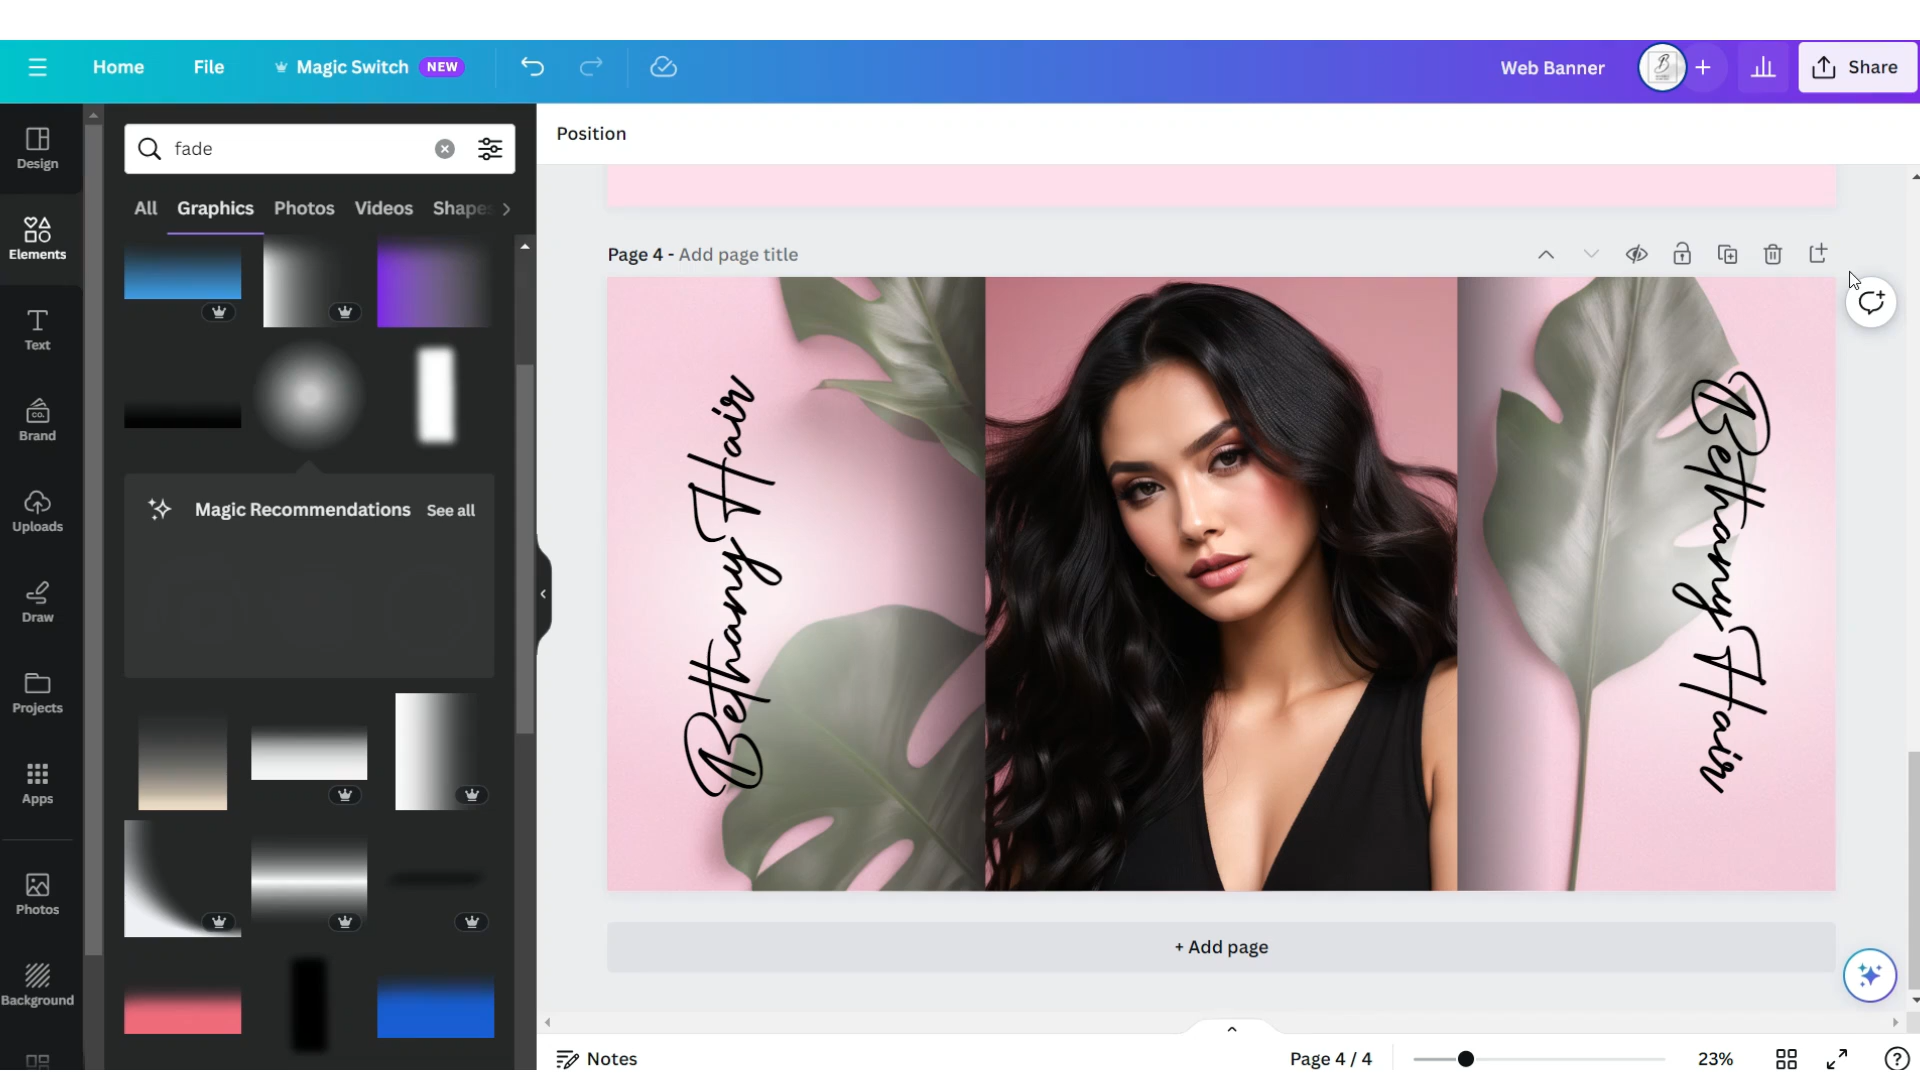 Home File Magic Switch NEW Web Banner B + Share
Design
Elements
Text
Brand
CO.
Uploads
Draw
Projects
Apps
Photos
Background
fade
All Graphics Photos Videos Shapes
Magic Recommendations See all
Position
Page 4 - Add page title
Bethany Hair
Bethany Hair
+ Add page
Notes Page 4 / 4 23% ?